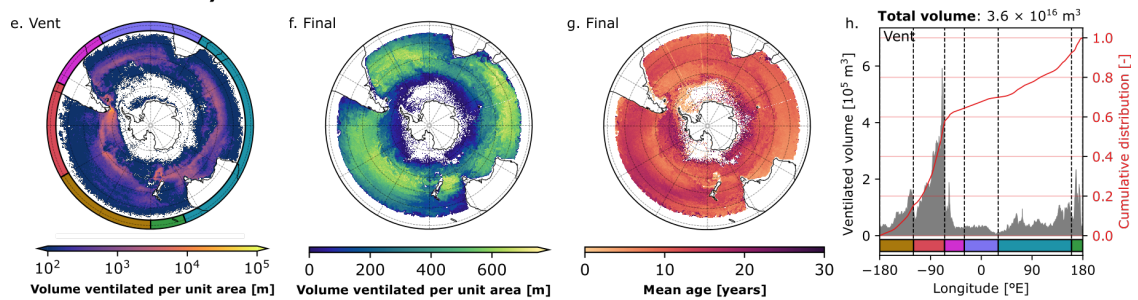 e. Vent
f. Final
g. Final
h.
Total volume: 3.6 × 10¹⁶ m³
Vent
Ventilated volume [10⁵ m³]
0
2
4
6
Cumulative distribution [-]
0.0
0.2
0.4
0.6
0.8
1.0
−180
−90
0
90
180
Longitude [°E]
10²
10³
10⁴
10⁵
Volume ventilated per unit area [m]
0
200
400
600
Volume ventilated per unit area [m]
0
10
20
30
Mean age [years]